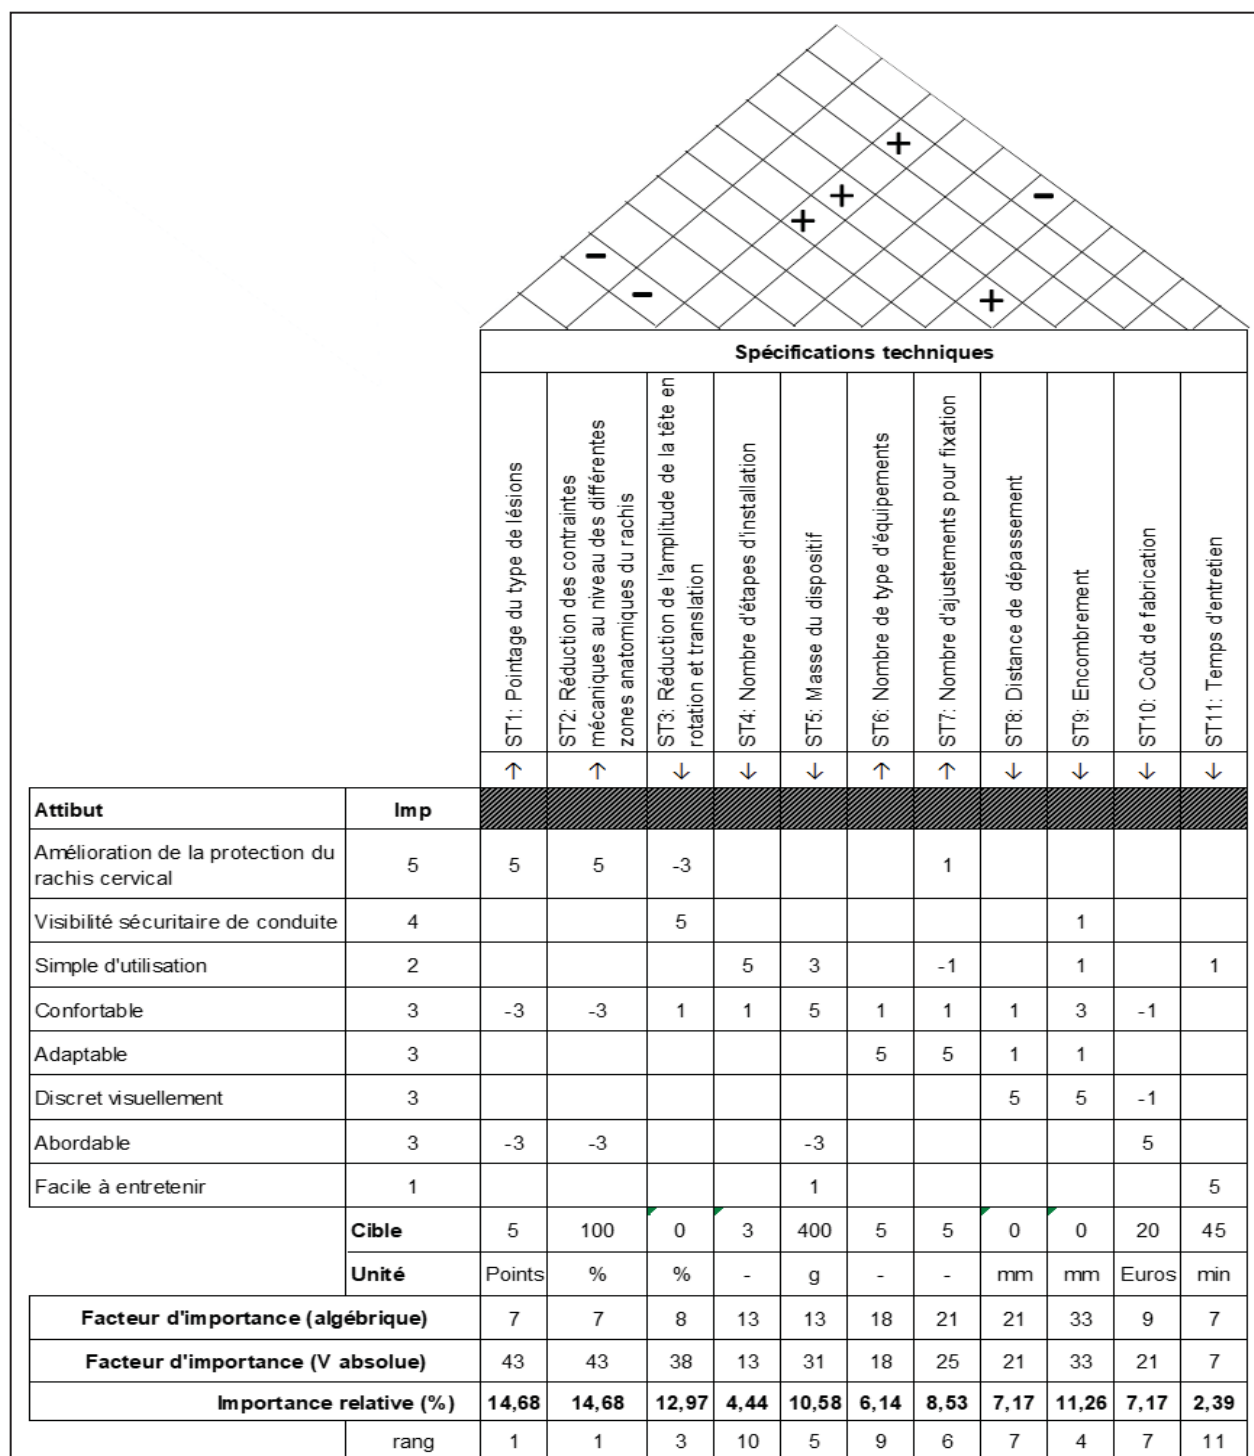 +
-
+
+
-
-
+
Spécifications techniques
ST1: Pointage du type de lésions
ST2: Réduction des contraintes
mécaniques au niveau des différentes
zones anatomiques du rachis
ST3: Réduction de l'amplitude de la tête en
rotation et translation
ST4: Nombre d'étapes d'installation
ST5: Masse du dispositif
ST6: Nombre de type d'équipements
ST7: Nombre d'ajustements pour fixation
ST8: Distance de dépassement
ST9: Encombrement
ST10: Coût de fabrication
ST11: Temps d'entretien
↑ ↑ ↓ ↓ ↓ ↑ ↑ ↓ ↓ ↓ ↓
Attibut Imp
Amélioration de la protection du
rachis cervical 5 5 5 -3 1
Visibilité sécuritaire de conduite 4 5 1
Simple d'utilisation 2 5 3 -1 1 1
Confortable 3 -3 -3 1 1 5 1 1 1 3 -1
Adaptable 3 5 5 1 1
Discret visuellement 3 5 5 -1
Abordable 3 -3 -3 -3 5
Facile à entretenir 1 1 5
Cible 5 100 0 3 400 5 5 0 0 20 45
Unité Points % % - g - - mm mm Euros min
Facteur d'importance (algébrique) 7 7 8 13 13 18 21 21 33 9 7
Facteur d'importance (V absolue) 43 43 38 13 31 18 25 21 33 21 7
Importance relative (%) 14,68 14,68 12,97 4,44 10,58 6,14 8,53 7,17 11,26 7,17 2,39
rang 1 1 3 10 5 9 6 7 4 7 11